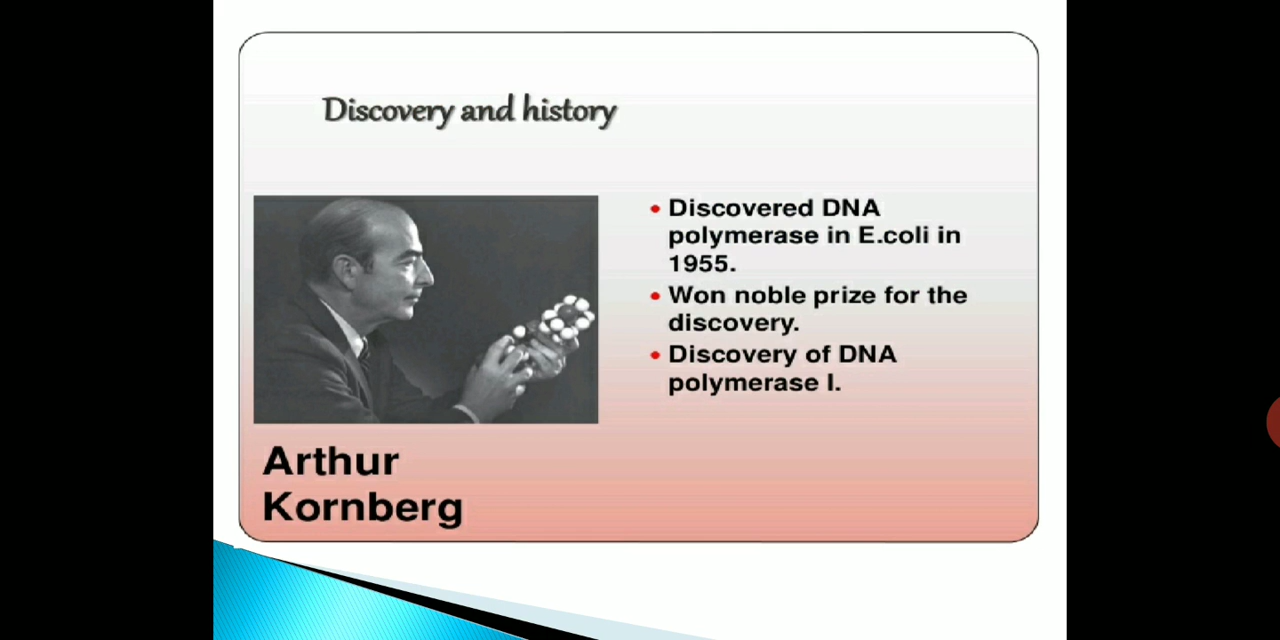 Discovery and history
• Discovered DNA
polymerase in E.coli in
1955.
• Won noble prize for the
discovery.
• Discovery of DNA
polymerase I.
Arthur
Kornberg